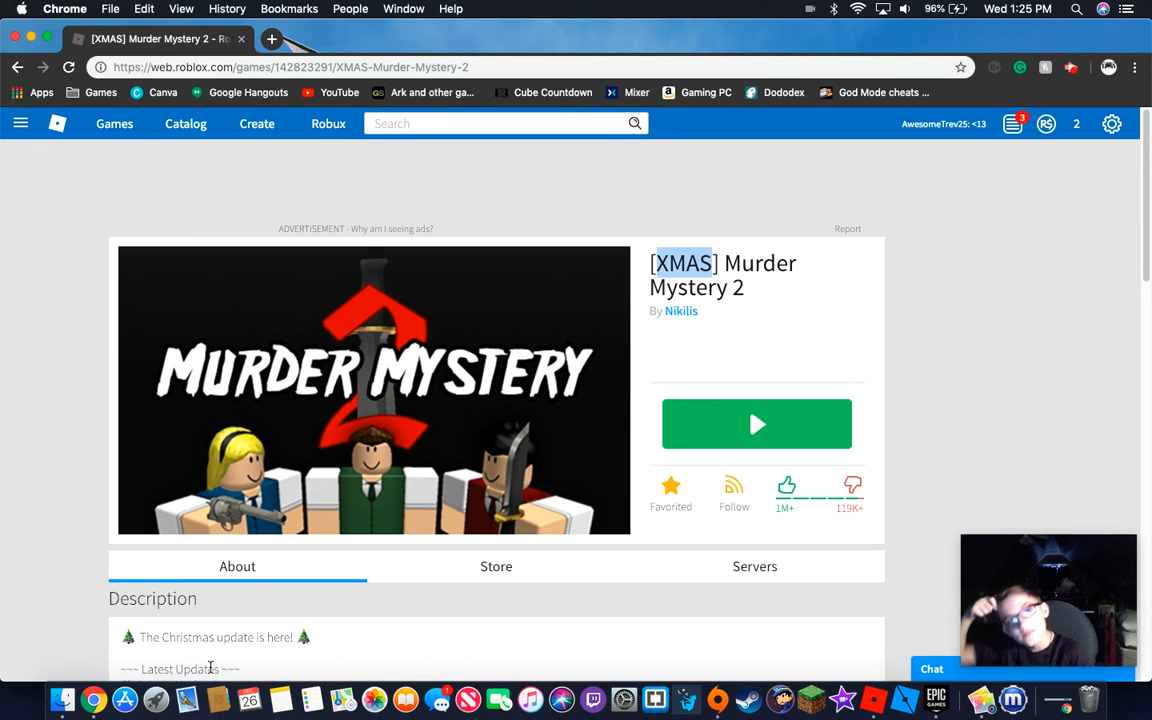 Chrome File Edit View History Bookmarks People Window Help 96% Wed 1:25 PM
[XMAS] Murder Mystery 2 - Ro
https://web.roblox.com/games/142823291/XMAS-Murder-Mystery-2
Apps Games Canva Google Hangouts YouTube GS Ark and other ga... Cube Countdown Mixer Gaming PC Dododex God Mode cheats ...
Games Catalog Create Robux Search AwesomeTrev25: <13 3 R$ 2
ADVERTISEMENT - Why am I seeing ads? Report
[XMAS] Murder
Mystery 2
By Nikilis
2
MURDER MYSTERY
Favorited Follow 1M+ 119K+
About Store Servers
Description
The Christmas update is here!
~~~ Latest Updates ~~~
Chat
26
EPIC
GAMES